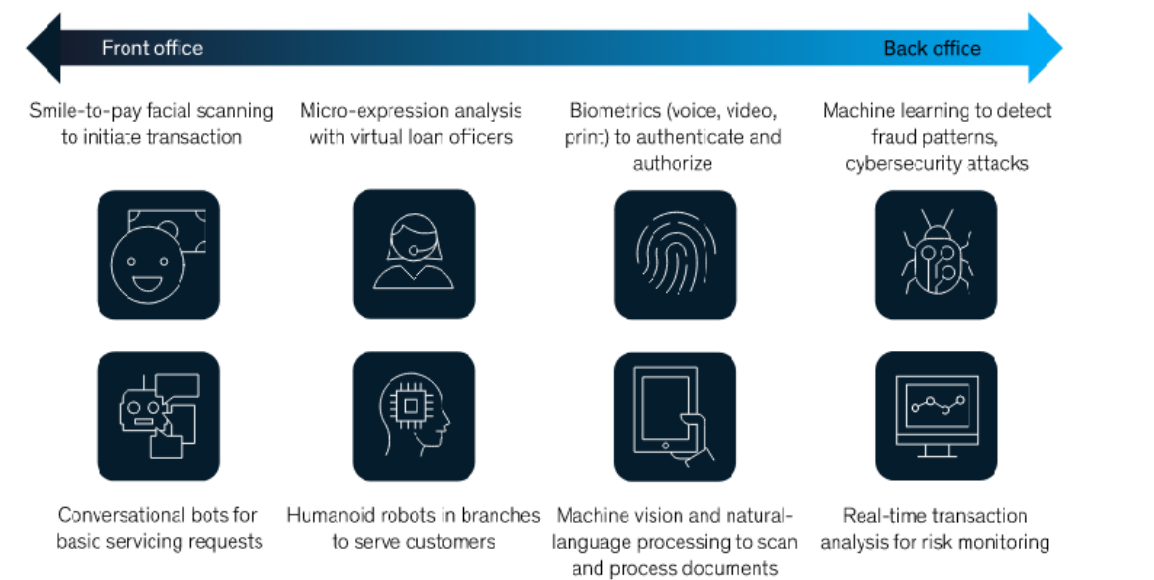 Front office
Back office
Smile-to-pay facial scanning
to initiate transaction
Micro-expression analysis
with virtual loan officers
Biometrics (voice, video,
print) to authenticate and
authorize
Machine learning to detect
fraud patterns,
cybersecurity attacks
Conversational bots for
basic servicing requests
Humanoid robots in branches
to serve customers
Machine vision and natural-
language processing to scan
and process documents
Real-time transaction
analysis for risk monitoring